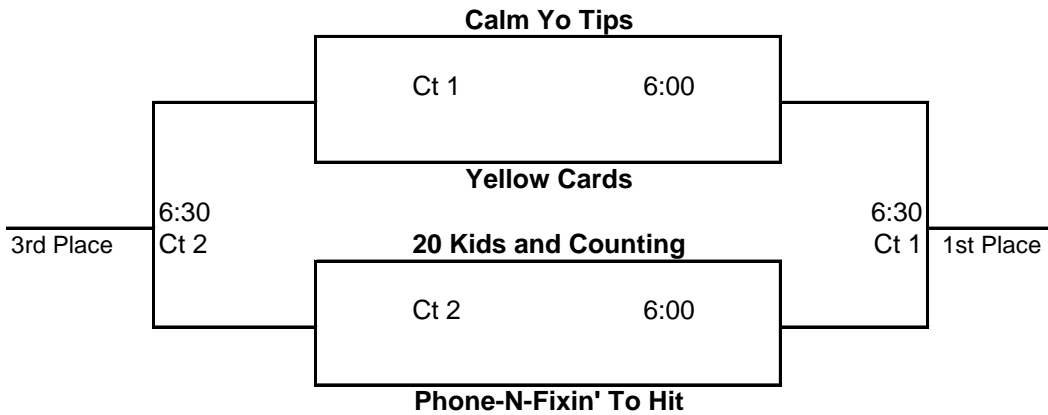 Calm Yo Tips
Ct 1 6:00
Yellow Cards
6:30 6:30
3rd Place Ct 2 20 Kids and Counting Ct 1 1st Place
Ct 2 6:00
Phone-N-Fixin' To Hit